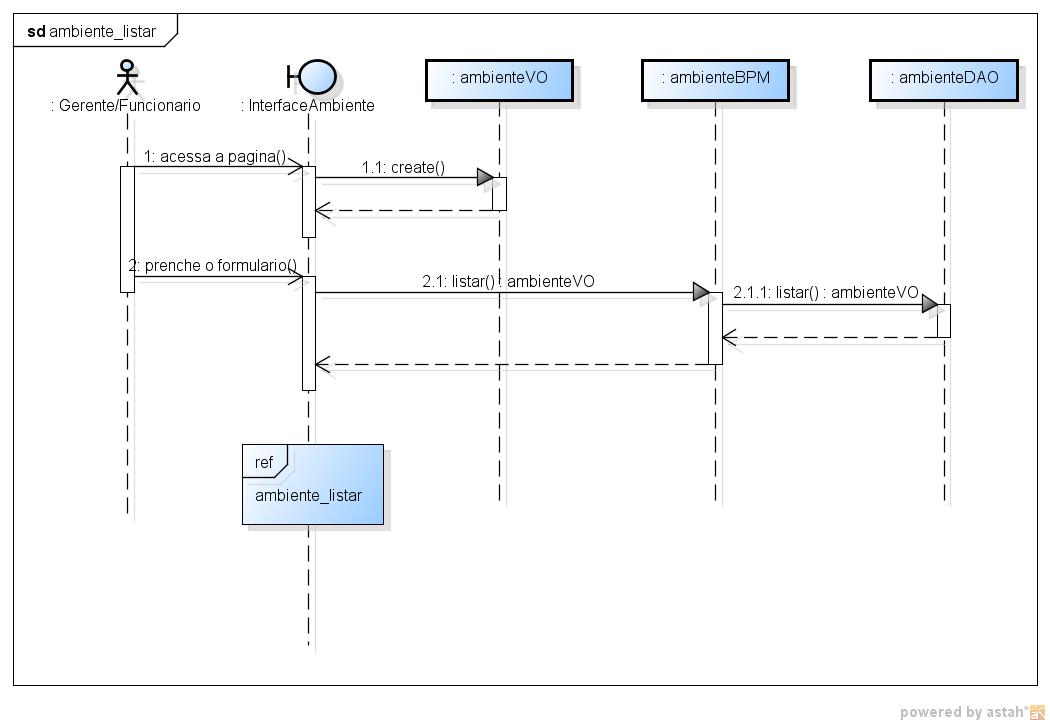 sd ambiente_listar
: Gerente/Funcionario
: InterfaceAmbiente
: ambienteVO
: ambienteBPM
: ambienteDAO
1: acessa a pagina()
1.1: create()
2: prenche o formulario()
2.1: listar() : ambienteVO
2.1.1: listar() : ambienteVO
ref
ambiente_listar
powered by astah*